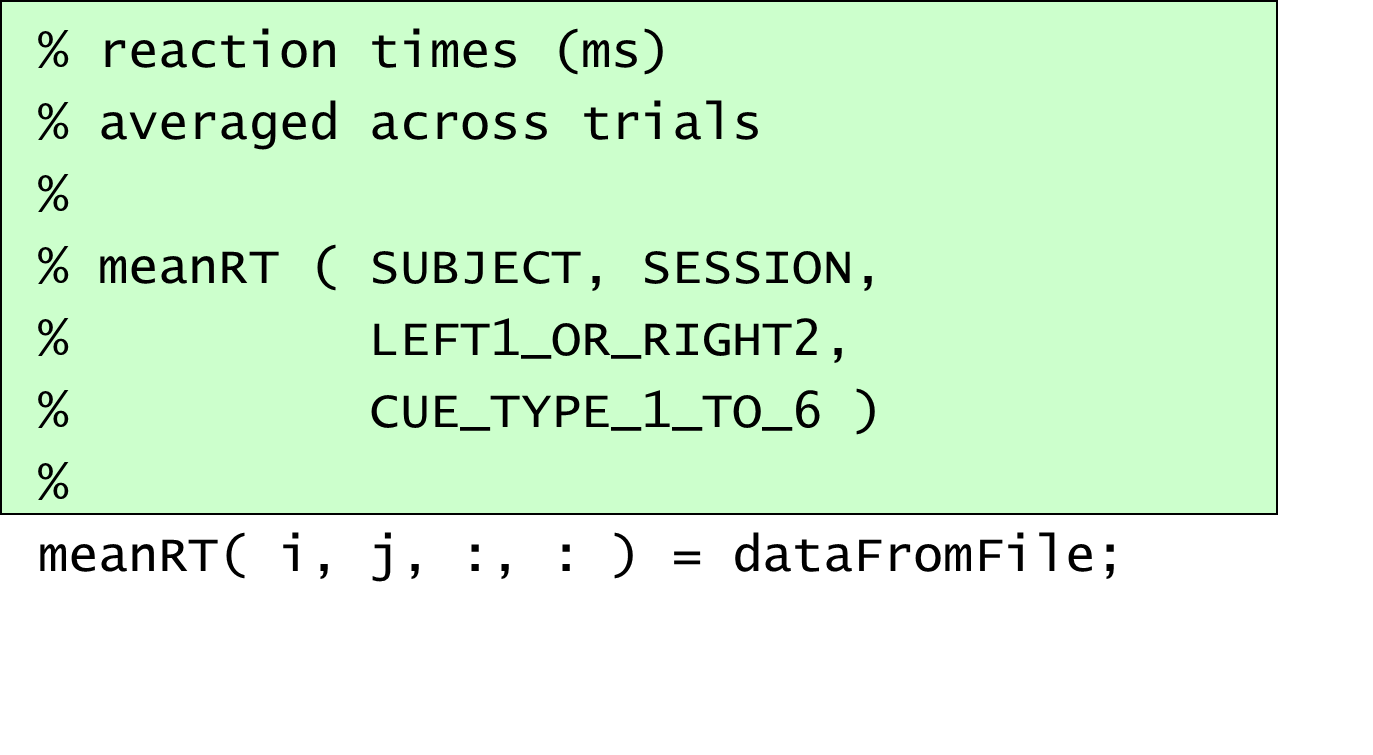 % reaction times (ms)
% averaged across trials
%
% meanRT ( SUBJECT, SESSION,
%          LEFT1_OR_RIGHT2,
%          CUE_TYPE_1_TO_6 )
%
meanRT( i, j, :, : ) = dataFromFile;